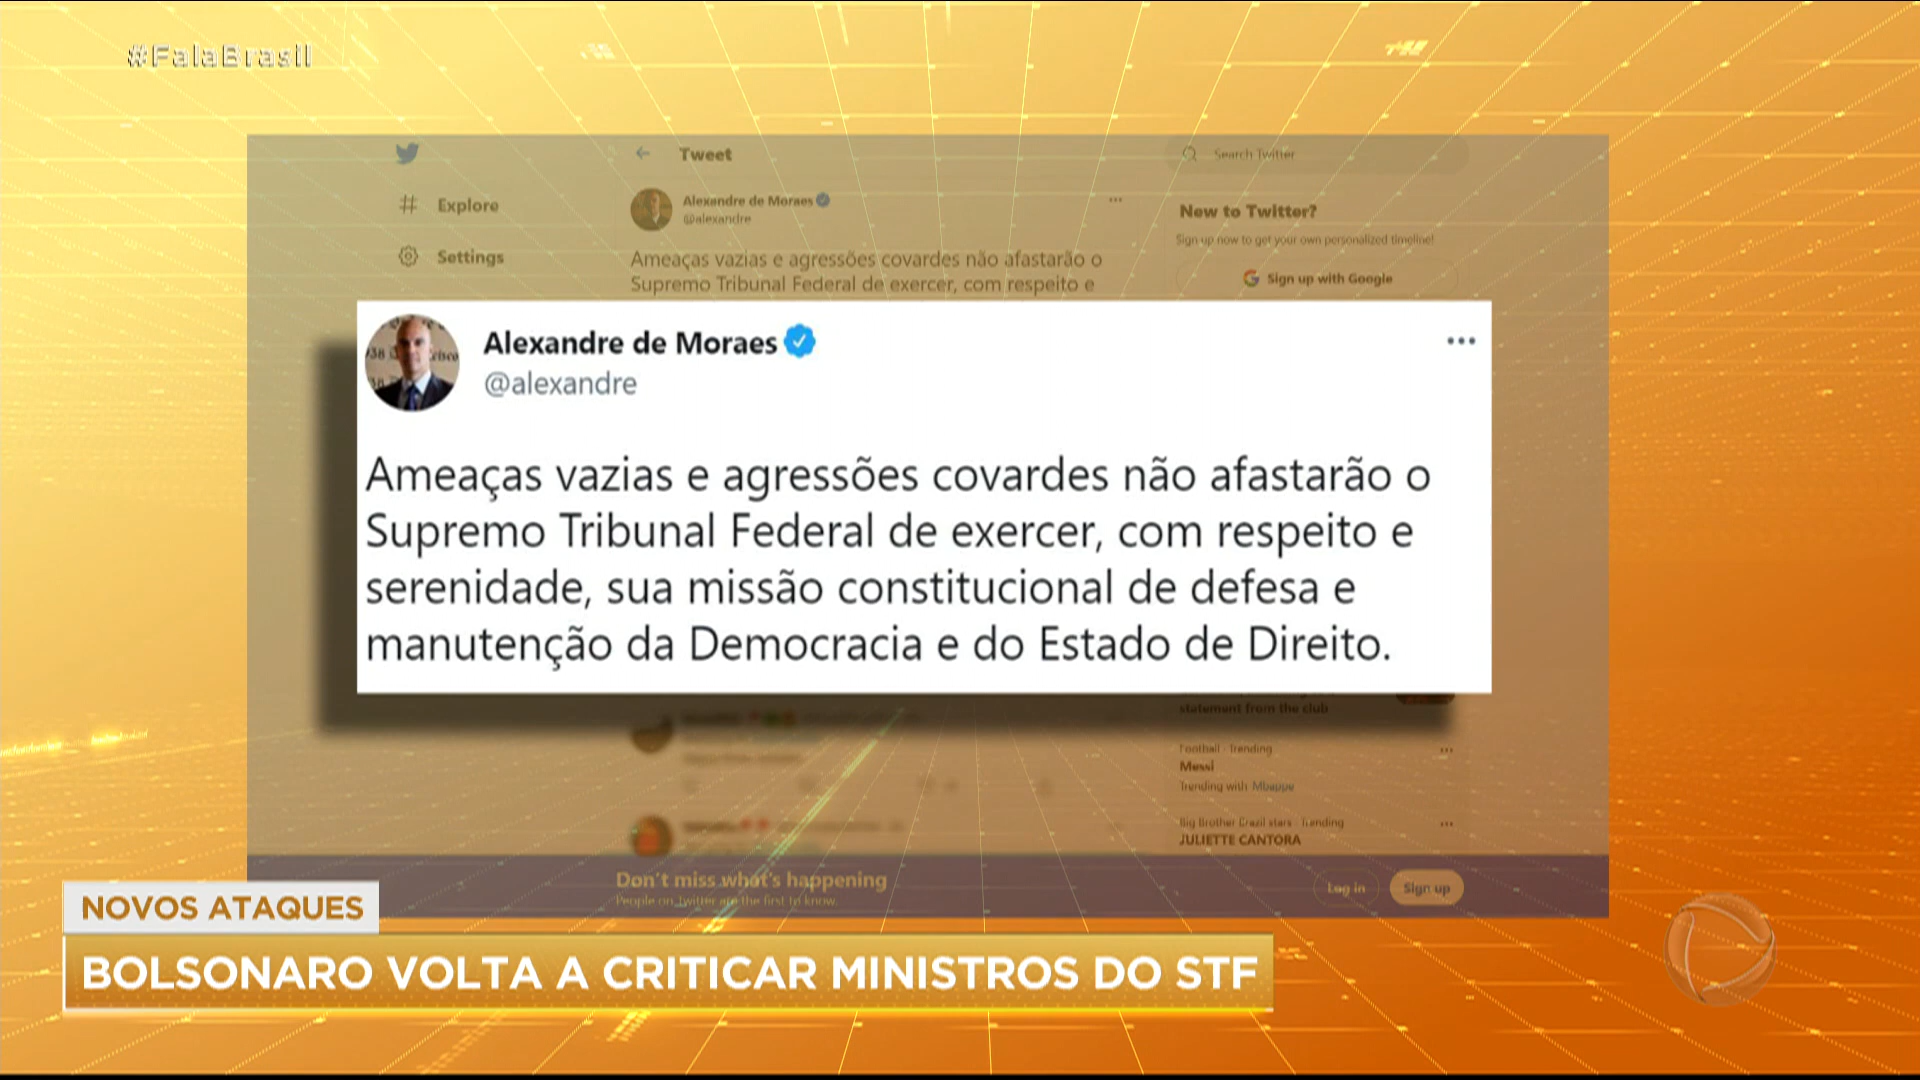 #FalaBrasil
Tweet
Search Twitter
Explore
Alexandre de Moraes
@alexandre
New to Twitter?
Sign up now to get your own personalized timeline!
Settings
Ameaças vazias e agressões covardes não afastarão o
Supremo Tribunal Federal de exercer, com respeito e
Sign up with Google
Alexandre de Moraes
@alexandre
Ameaças vazias e agressões covardes não afastarão o
Supremo Tribunal Federal de exercer, com respeito e
serenidade, sua missão constitucional de defesa e
manutenção da Democracia e do Estado de Direito.
statement from the club
Football · Trending
Messi
Trending with Mbappe
Big Brother Brazil stars · Trending
JULIETTE CANTORA
Don't miss what's happening
People on Twitter are the first to know.
Log in
Sign up
NOVOS ATAQUES
BOLSONARO VOLTA A CRITICAR MINISTROS DO STF